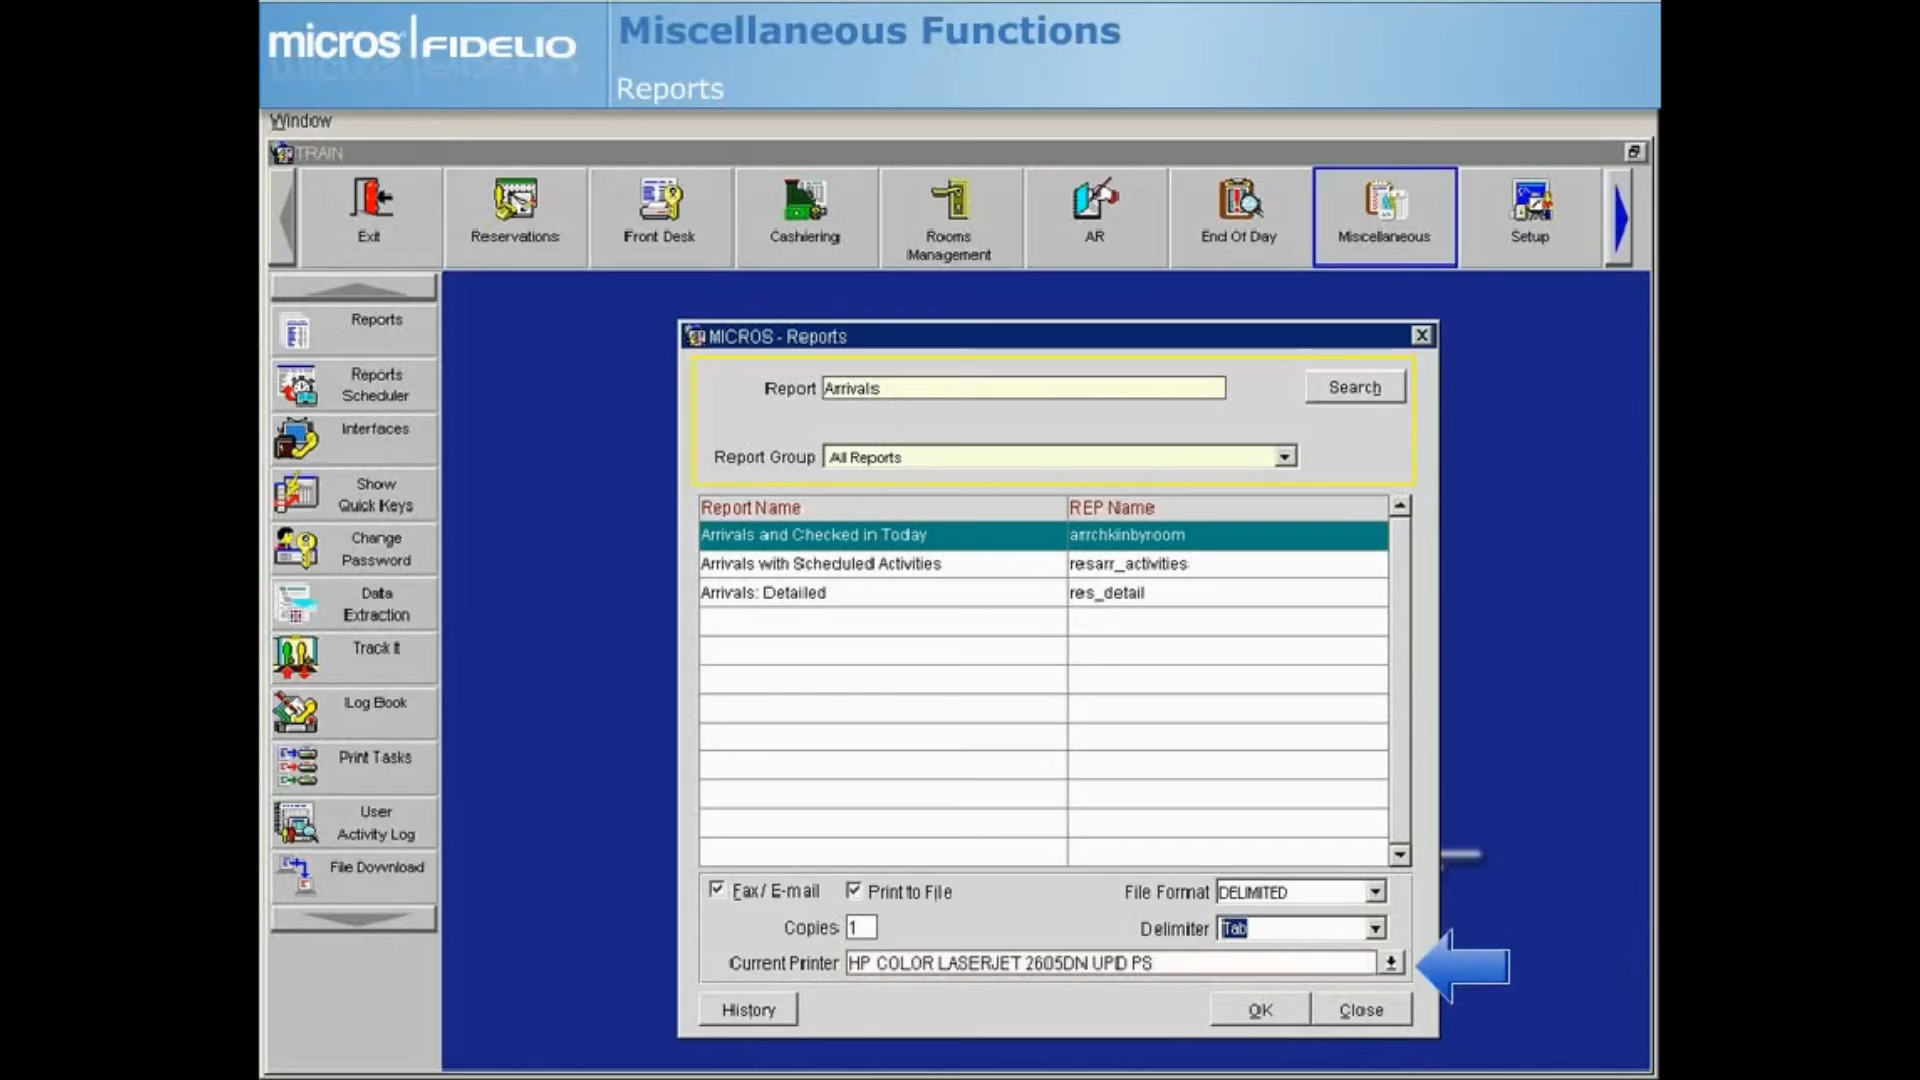 micros FIDELIO
Miscellaneous Functions
Reports
Window
TRAIN
Exit
Reservations
Front Desk
Cashiering
Rooms
Management
AR
End Of Day
Miscellaneous
Setup
Reports
Reports
Scheduler
Interfaces
Show
Quick Keys
Change
Password
Data
Extraction
Track It
Log Book
Print Tasks
User
Activity Log
File Download
MICROS - Reports
Report Arrivals
Search
Report Group All Reports
Report Name REP Name
Arrivals and Checked in Today arrchkinbyroom
Arrivals with Scheduled Activities resarr_activities
Arrivals: Detailed res_detail
Fax / E-mail Print to File File Format DELIMITED
Copies 1 Delimiter Tab
Current Printer HP COLOR LASERJET 2605DN UPD PS
History OK Close